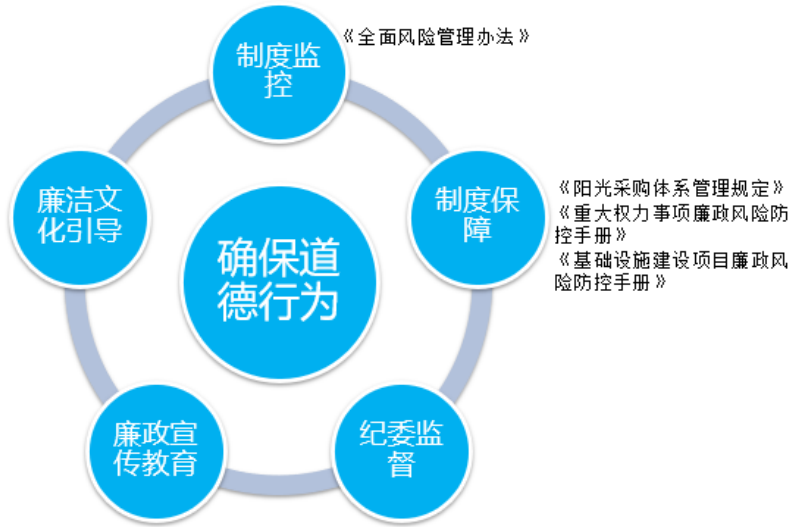 制度监
控
《全面风险管理办法》
制度保
障
《阳光采购体系管理规定》
《重大权力事项廉政风险防
控手册》
《基础设施建设项目廉政风
险防控手册》
纪委监
督
廉政宣
传教育
廉洁文
化引导
确保道
德行为